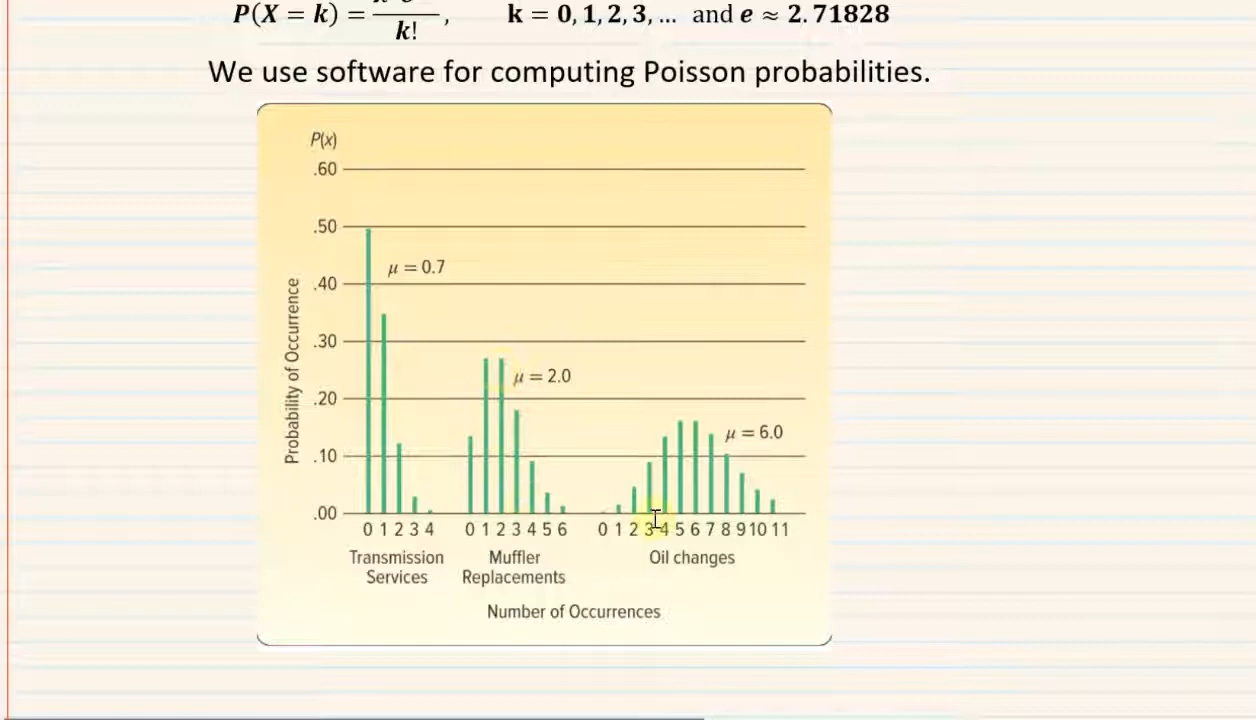 P(X = k) = ──, k = 0, 1, 2, 3, … and e ≈ 2.71828
k!
We use software for computing Poisson probabilities.
P(x)
.60
.50
μ = 0.7
.40
.30
μ = 2.0
.20
μ = 6.0
.10
.00
Probability of Occurrence
0 1 2 3 4 0 1 2 3 4 5 6 0 1 2 3 4 5 6 7 8 9 10 11
Transmission Services
Muffler Replacements
Oil changes
Number of Occurrences